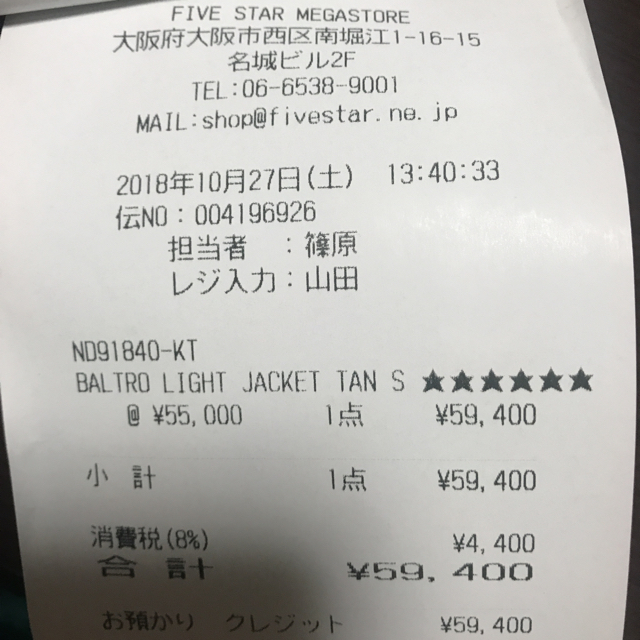 FIVE STAR MEGASTORE
大阪府大阪市西区南堀江1-16-15
名城ビル2F
TEL:06-6538-9001
MAIL:shop@fivestar.ne.jp
2018年10月27日(土) 13:40:33
伝NO:004196926
担当者 :篠原
レジ入力:山田
ND91840-KT
BALTRO LIGHT JACKET TAN S ★★★★★★
@ ¥55,000 1点 ¥59,400
小 計 1点 ¥59,400
消費税(8%) ¥4,400
合 計 ¥59,400
お預かり クレジット ¥59,400